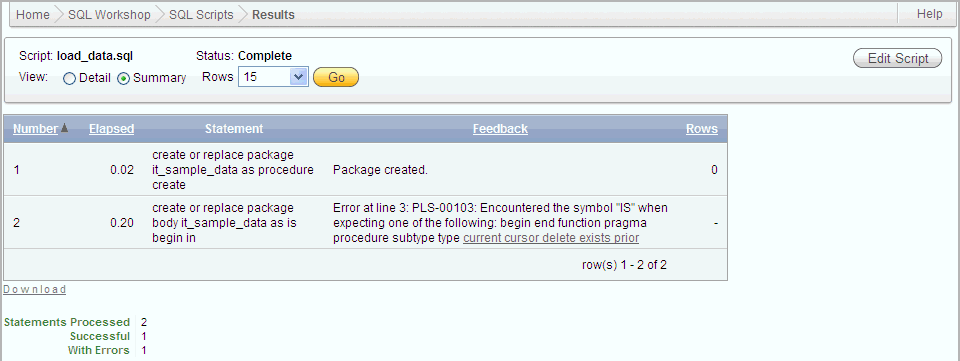 Home SQL Workshop SQL Scripts Results Help
Script: load_data.sql Status: Complete Edit Script
View: Detail Summary Rows 15 Go
Number Elapsed Statement Feedback Rows
create or replace package
1 0.02 it_sample_data as procedure Package created. 0
create
create or replace package Error at line 3: PLS-00103: Encountered the symbol "IS" when
2 0.20 body it_sample_data as is expecting one of the following: begin end function pragma -
begin in procedure subtype type current cursor delete exists prior
row(s) 1 - 2 of 2
Download
Statements Processed 2
Successful 1
With Errors 1